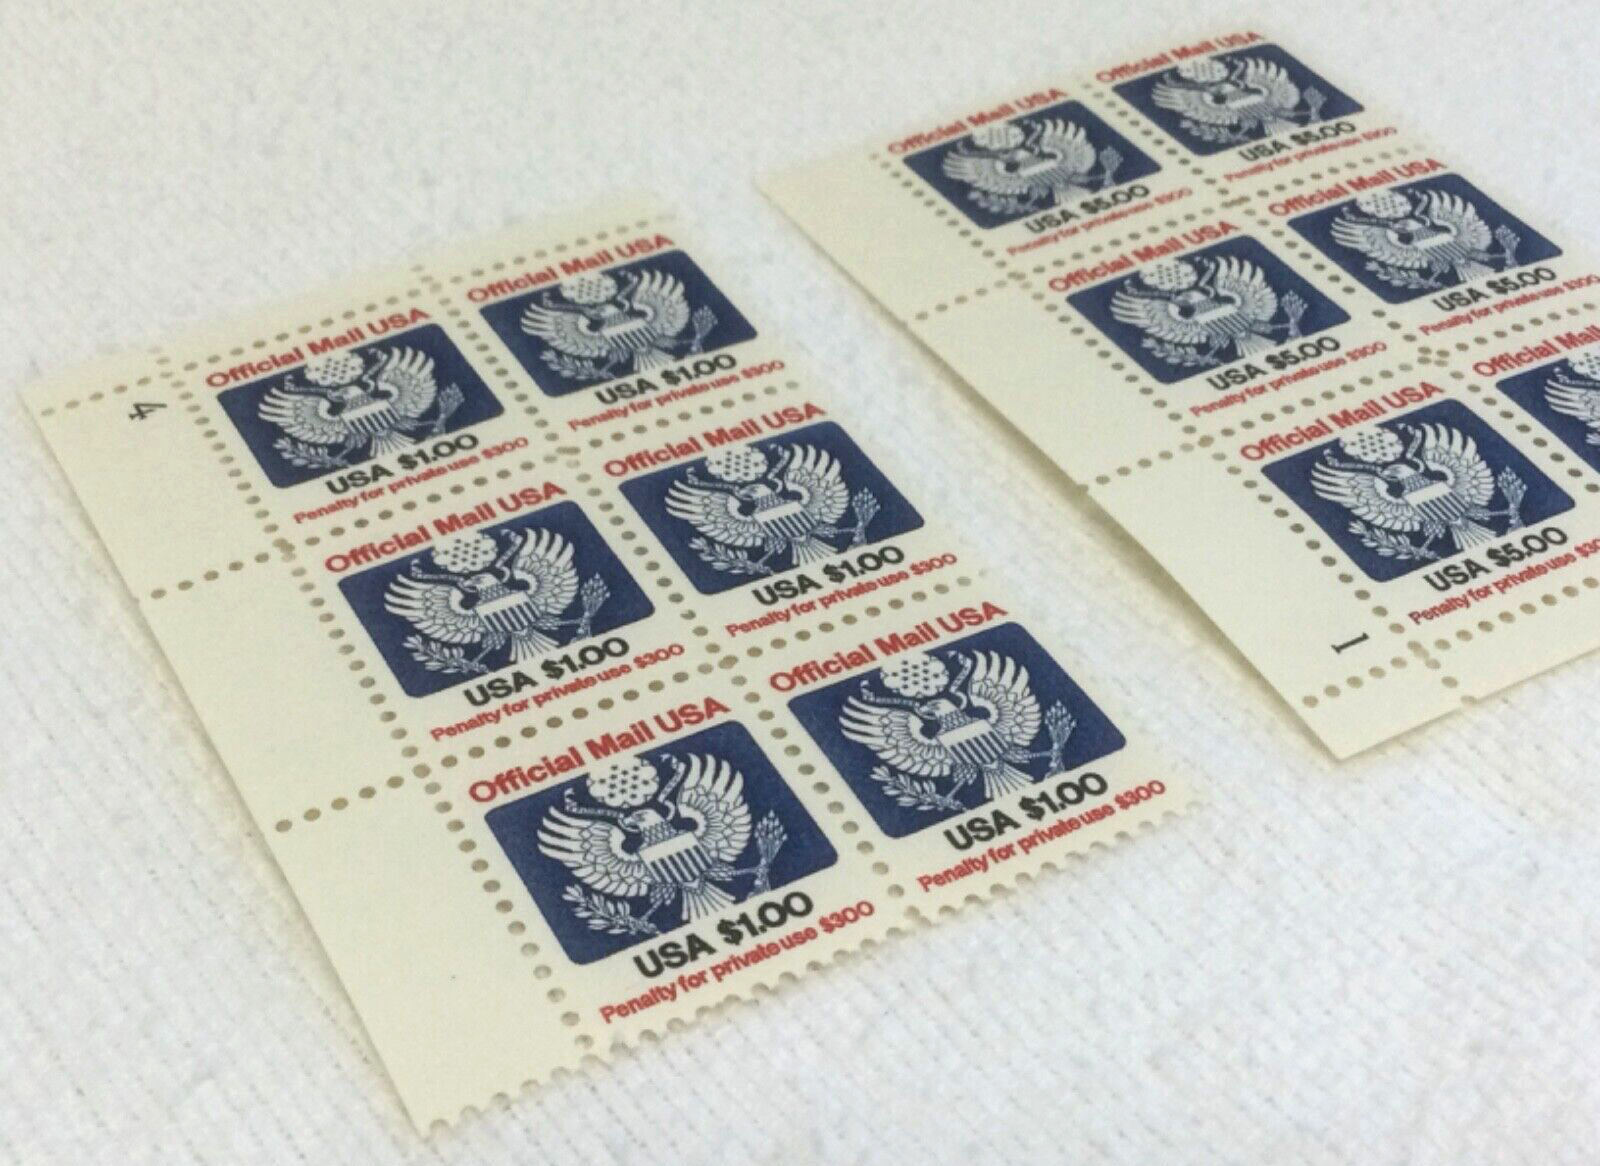 4
Official Mail USA
USA $1.00
Penalty for private use $300
Official Mail USA
USA $1.00
Penalty for private use $300
Official Mail USA
USA $1.00
Penalty for private use $300
Official Mail USA
USA $1.00
Penalty for private use $300
Official Mail USA
USA $1.00
Penalty for private use $300
Official Mail USA
USA $1.00
Penalty for private use $300
Official Mail USA
USA $5.00
Penalty for private use $300
Official Mail USA
USA $5.00
Penalty for private use $300
Official Mail USA
USA $5.00
Penalty for private use $300
Official Mail USA
USA $5.00
Penalty for private use $300
Official Mail USA
USA $5.00
Penalty for private use $30
Official Mail
1